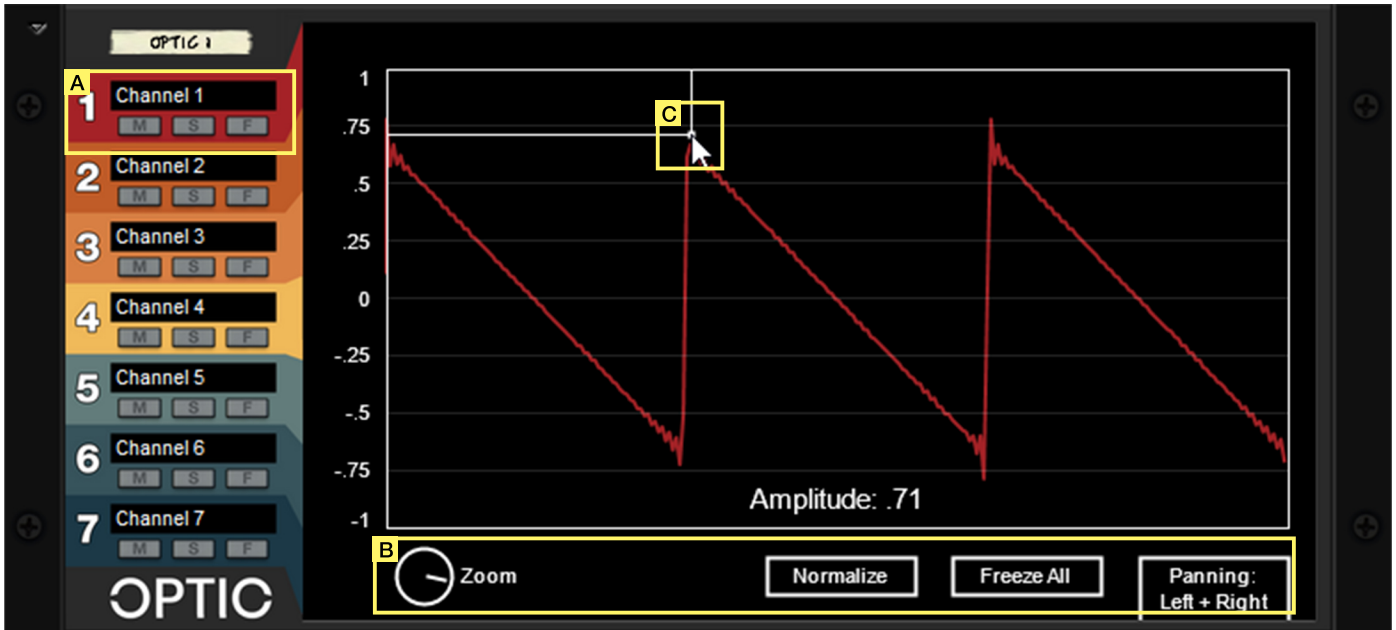 OPTIC 1
A
1
Channel 1
M S F
2
Channel 2
M S F
3
Channel 3
M S F
4
Channel 4
M S F
5
Channel 5
M S F
6
Channel 6
M S F
7
Channel 7
M S F
OPTIC
C
1
.75
.5
.25
0
-.25
-.5
-.75
-1
Amplitude: .71
B
Zoom
Normalize
Freeze All
Panning:
Left + Right